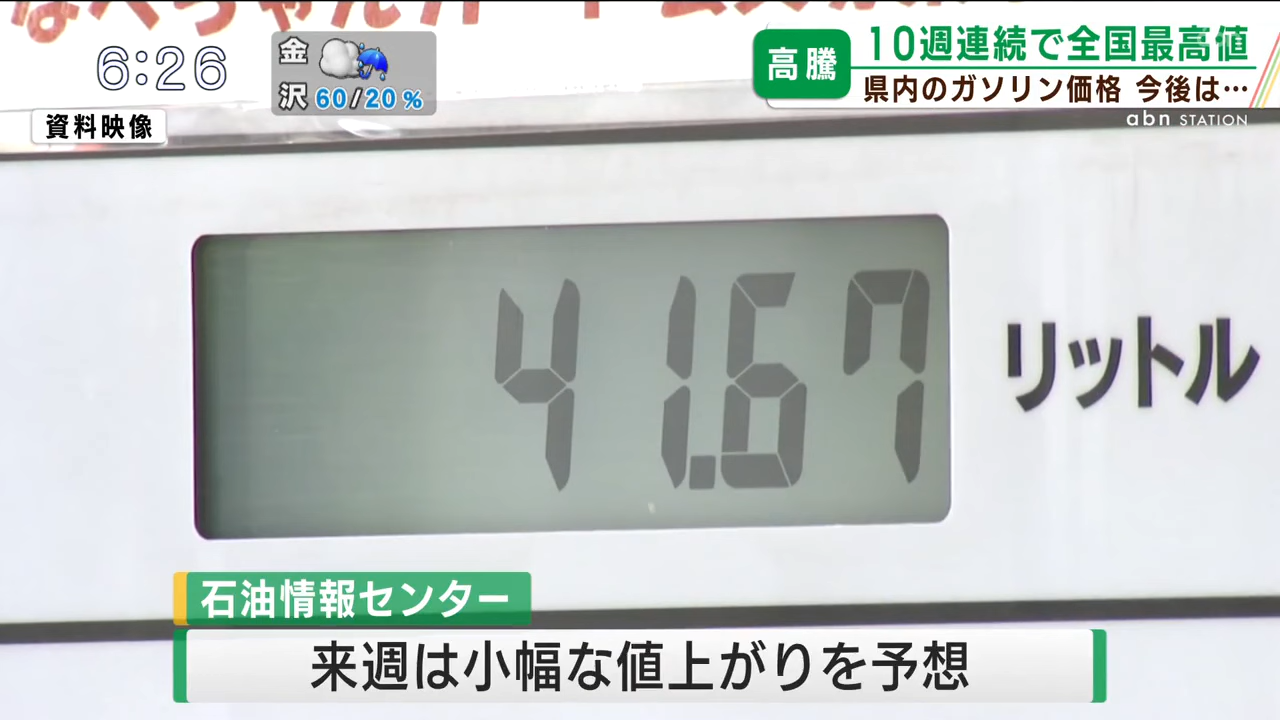 10週連続で全国最高値
高騰
県内のガソリン価格 今後は…
abn STATION
6:26
金沢
60/20%
資料映像
41.67
リットル
石油情報センター
来週は小幅な値上がりを予想